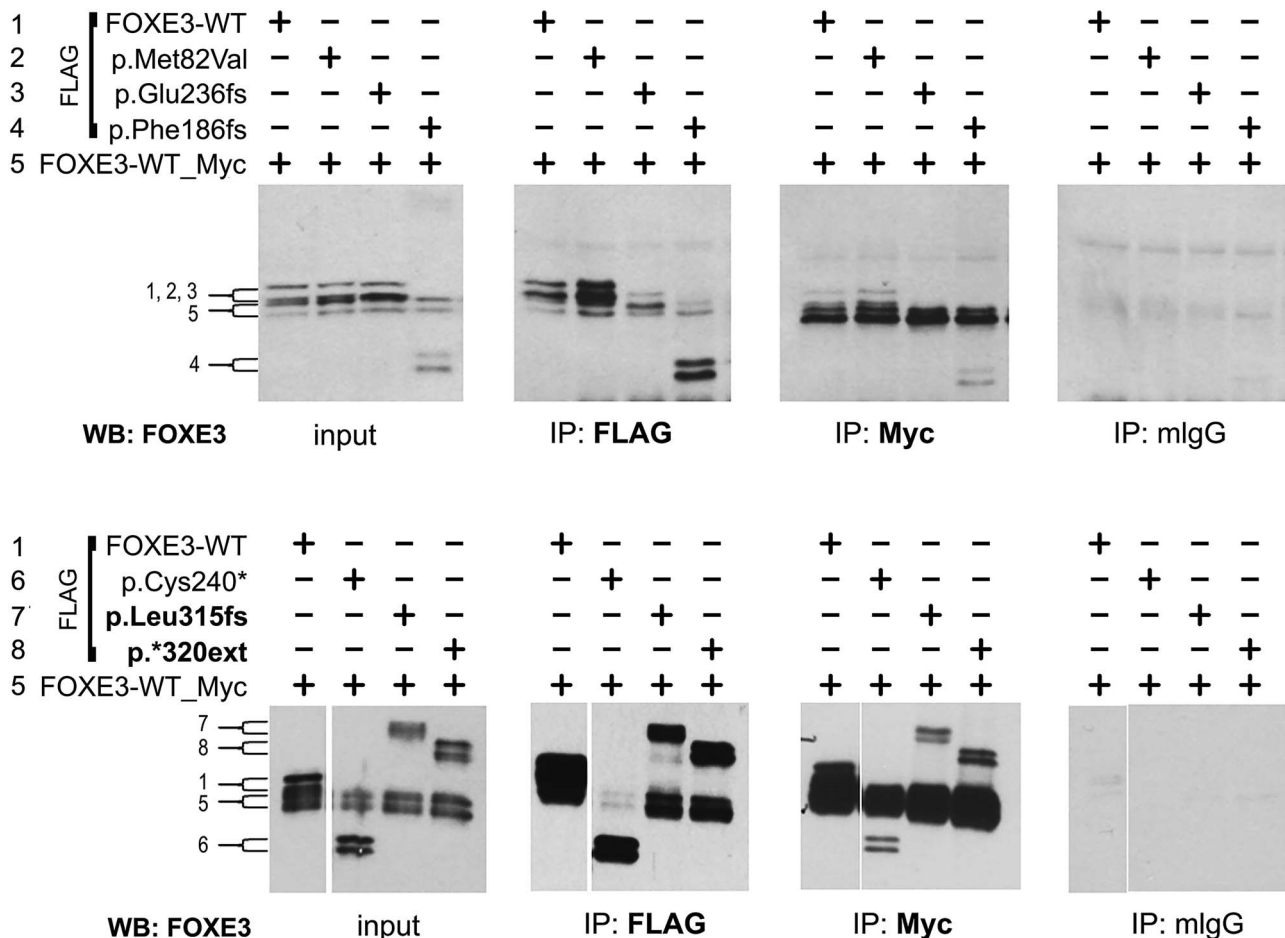 1 FOXE3-WT + − − − + − − − + − − − + − − −
2 p.Met82Val − + − − − + − − − + − − − + − −
3 p.Glu236fs − − + − − − + − − − + − − − + −
4 p.Phe186fs − − − + − − − + − − − + − − − +
FLAG
5 FOXE3-WT_Myc + + + + + + + + + + + + + + + +
1, 2, 3
5
4
WB: FOXE3 input IP: FLAG IP: Myc IP: mIgG
1 FOXE3-WT + − − − + − − − + − − − + − − −
6 p.Cys240* − + − − − + − − − + − − − + − −
7 p.Leu315fs − − + − − − + − − − + − − − + −
8 p.*320ext − − − + − − − + − − − + − − − +
FLAG
5 FOXE3-WT_Myc + + + + + + + + + + + + + + + +
7
8
1
5
6
WB: FOXE3 input IP: FLAG IP: Myc IP: mIgG